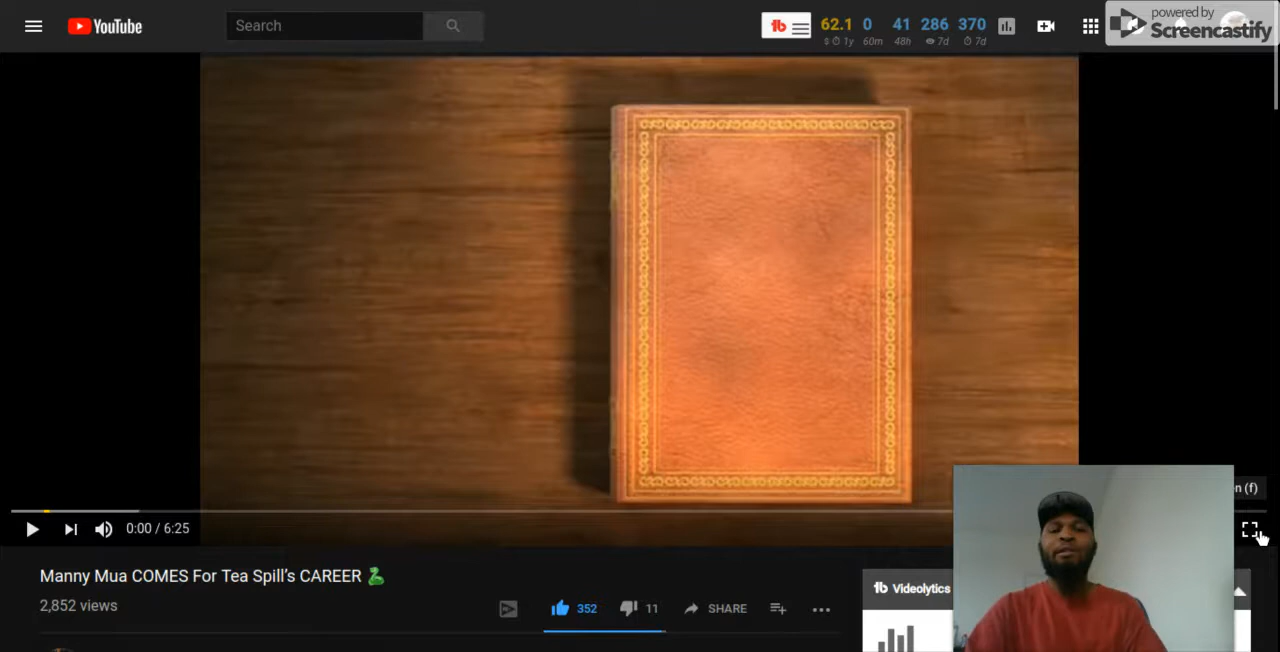 YouTube
Search
62.1 0 41 286 370
$ 1y 60m 48h 7d 7d
powered by
Screencastify
n (f)
0:00 / 6:25
Manny Mua COMES For Tea Spill's CAREER 🐍
2,852 views
352 11 SHARE
Videolytics